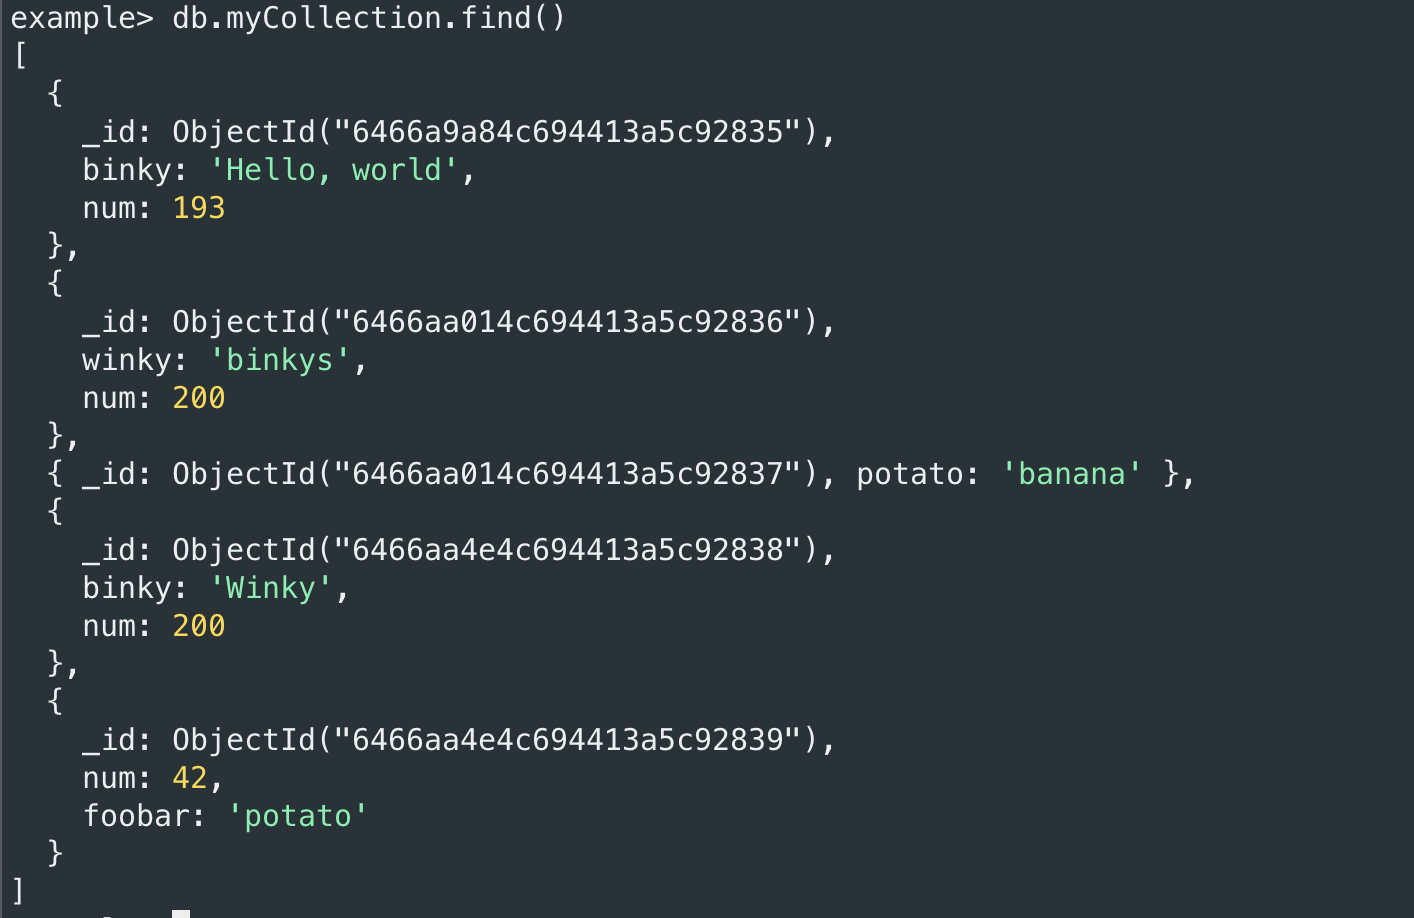 example> db.myCollection.find()
[
  {
    _id: ObjectId("6466a9a84c694413a5c92835"),
    binky: 'Hello, world',
    num: 193
  },
  {
    _id: ObjectId("6466aa014c694413a5c92836"),
    winky: 'binkys',
    num: 200
  },
  { _id: ObjectId("6466aa014c694413a5c92837"), potato: 'banana' },
  {
    _id: ObjectId("6466aa4e4c694413a5c92838"),
    binky: 'Winky',
    num: 200
  },
  {
    _id: ObjectId("6466aa4e4c694413a5c92839"),
    num: 42,
    foobar: 'potato'
  }
]